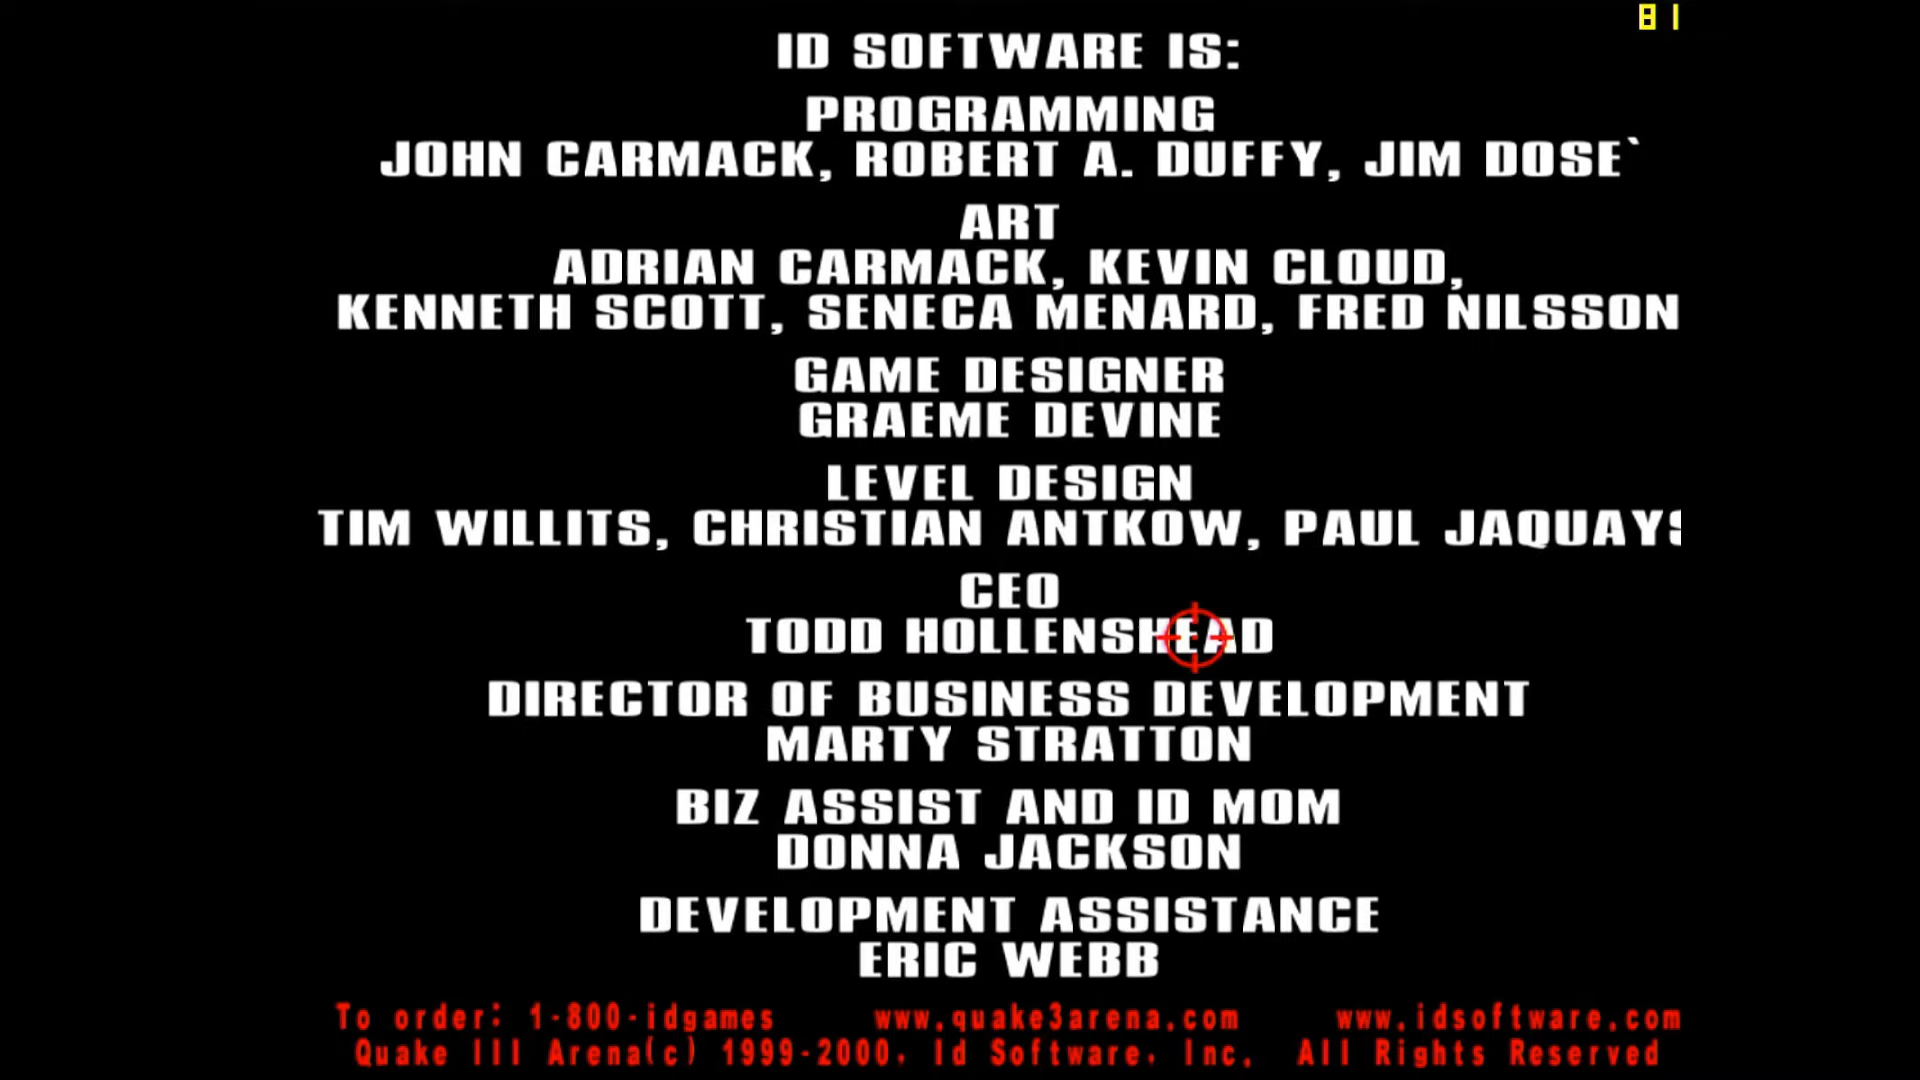 81
ID SOFTWARE IS:
PROGRAMMING
JOHN CARMACK, ROBERT A. DUFFY, JIM DOSE`
ART
ADRIAN CARMACK, KEVIN CLOUD,
KENNETH SCOTT, SENECA MENARD, FRED NILSSON
GAME DESIGNER
GRAEME DEVINE
LEVEL DESIGN
TIM WILLITS, CHRISTIAN ANTKOW, PAUL JAQUAYS
CEO
TODD HOLLENSHEAD
DIRECTOR OF BUSINESS DEVELOPMENT
MARTY STRATTON
BIZ ASSIST AND ID MOM
DONNA JACKSON
DEVELOPMENT ASSISTANCE
ERIC WEBB
To order: 1-800-idgames www.quake3arena.com www.idsoftware.com
Quake III Arena(c) 1999-2000, Id Software, Inc. All Rights Reserved